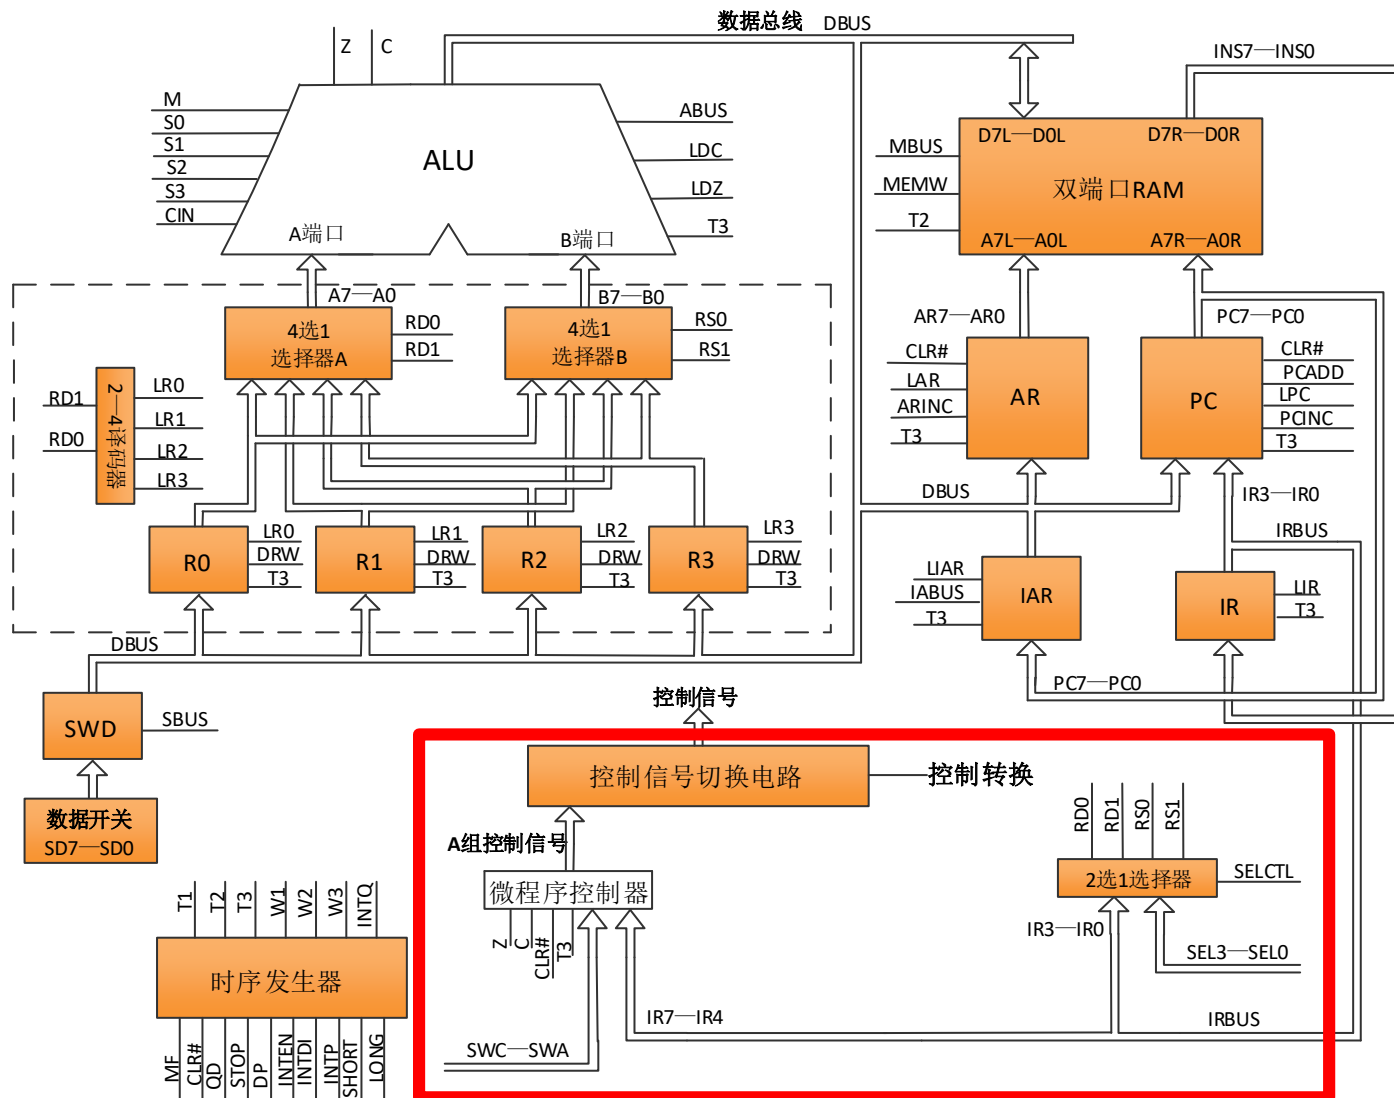 数据总线 DBUS
Z
C
INS7—INS0
M
S0
S1
S2
S3
CIN
ALU
A端口
B端口
ABUS
LDC
LDZ
T3
MBUS
MEMW
T2
D7L—D0L
D7R—D0R
双端口RAM
A7L—A0L
A7R—A0R
A7—A0
B7—B0
4选1
选择器A
RD0
RD1
4选1
选择器B
RS0
RS1
AR7—AR0
PC7—PC0
CLR#
LAR
ARINC
T3
AR
PC
CLR#
PCADD
LPC
PCINC
T3
RD1
RD0
2—4译码器
LR0
LR1
LR2
LR3
DBUS
IR3—IR0
IRBUS
R0
LR0
DRW
T3
R1
LR1
DRW
T3
R2
LR2
DRW
T3
R3
LR3
DRW
T3
LIAR
IABUS
T3
IAR
IR
LIR
T3
DBUS
PC7—PC0
SWD
SBUS
控制信号
控制信号切换电路
控制转换
数据开关
SD7—SD0
A组控制信号
微程序控制器
Z
C
CLR#
T3
RD0
RD1
RS0
RS1
2选1选择器
SELCTL
IR3—IR0
SEL3—SEL0
T1
T2
T3
W1
W2
W3
INTQ
时序发生器
MF
CLR#
QD
STOP
DP
INTEN
INTDI
INTP
SHORT
LONG
IR7—IR4
IRBUS
SWC—SWA